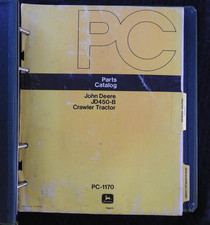 PC
Parts
Catalog
John Deere
JD450-B
Crawler Tractor
PC-1170